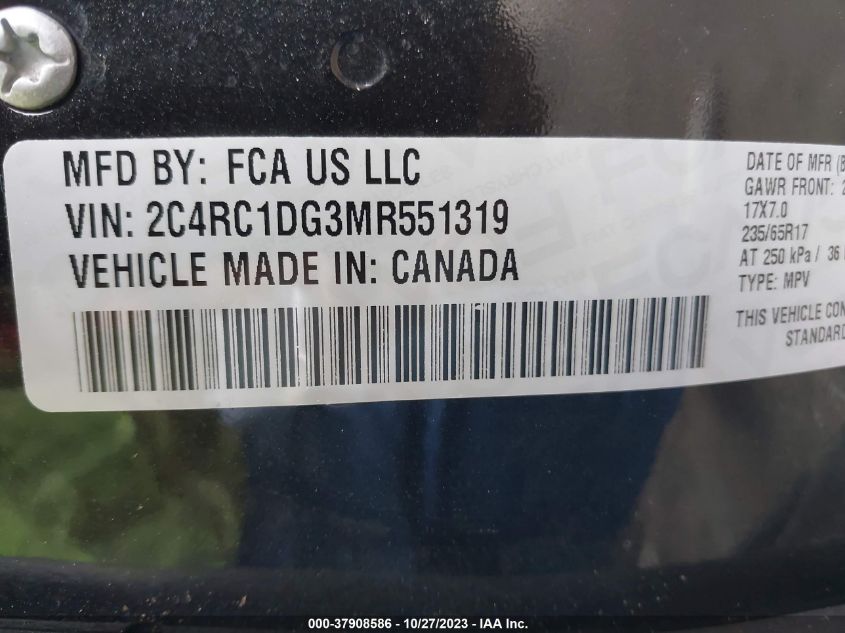 MFD BY: FCA US LLC
VIN: 2C4RC1DG3MR551319
VEHICLE MADE IN: CANADA
DATE OF MFR
GAWR FRONT:
17X7.0
235/65R17
AT 250 kPa / 36
TYPE: MPV
THIS VEHICLE
STANDARD
000-37908586 - 10/27/2023 - IAA Inc.